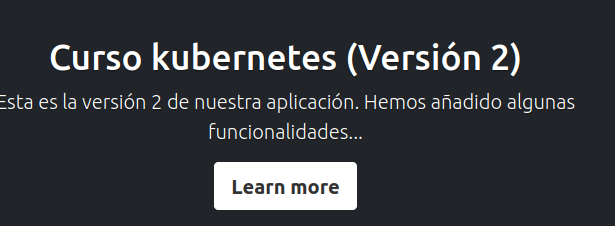 Curso kubernetes (Versión 2)
Esta es la versión 2 de nuestra aplicación. Hemos añadido algunas
funcionalidades...
Learn more